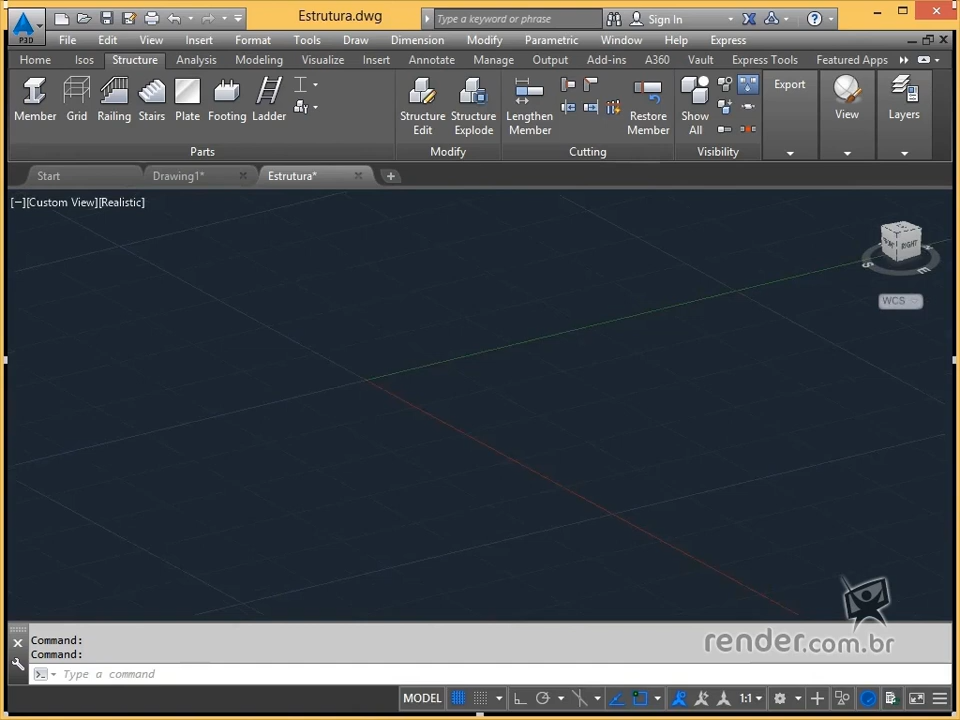 Estrutura.dwg
Type a keyword or phrase
Sign In
P3D
File Edit View Insert Format Tools Draw Dimension Modify Parametric Window Help Express
Home Isos Structure Analysis Modeling Visualize Insert Annotate Manage Output Add-ins A360 Vault Express Tools Featured Apps
Member Grid Railing Stairs Plate Footing Ladder
Structure Edit
Structure Explode
Lengthen Member
Restore Member
Show All
Export
View
Layers
Parts Modify Cutting Visibility
Start Drawing1* Estrutura*
[−][Custom View][Realistic]
RIGHT
S
E
WCS
render.com.br
Command:
Command:
Type a command
MODEL
1:1